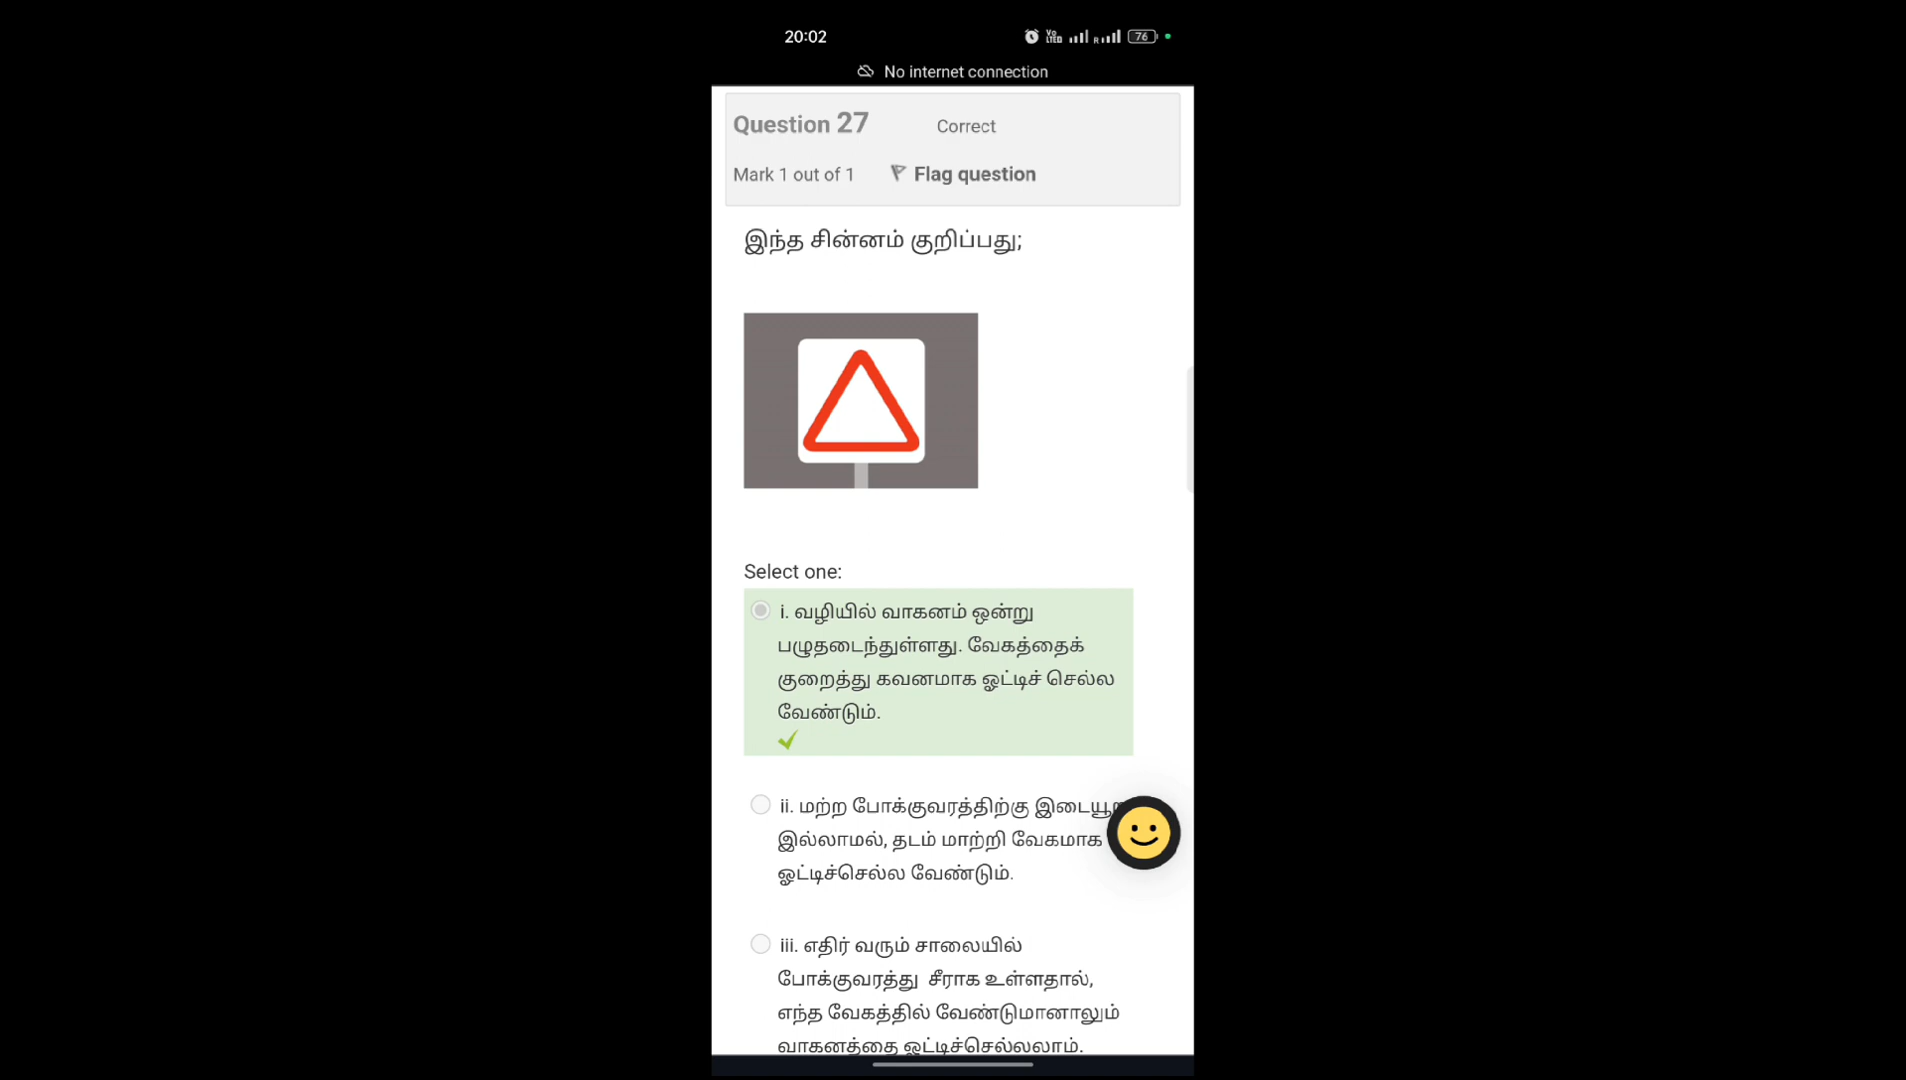 20:02
76
No internet connection
Question 27 Correct
Mark 1 out of 1 Flag question
இந்த சின்னம் குறிப்பது;
Select one:
i. வழியில் வாகனம் ஒன்று
பழுதடைந்துள்ளது. வேகத்தைக்
குறைத்து கவனமாக ஓட்டிச் செல்ல
வேண்டும்.
ii. மற்ற போக்குவரத்திற்கு
இல்லாமல், தடம் மாற்றி வேகமாக
ஓட்டிச்செல்ல வேண்டும்.
iii. எதிர் வரும் சாலையில்
போக்குவரத்து சீராக உள்ளதால்,
எந்த வேகத்தில் வேண்டுமானாலும்
வாகனத்தை ஓட்டிச்செல்லலாம்.